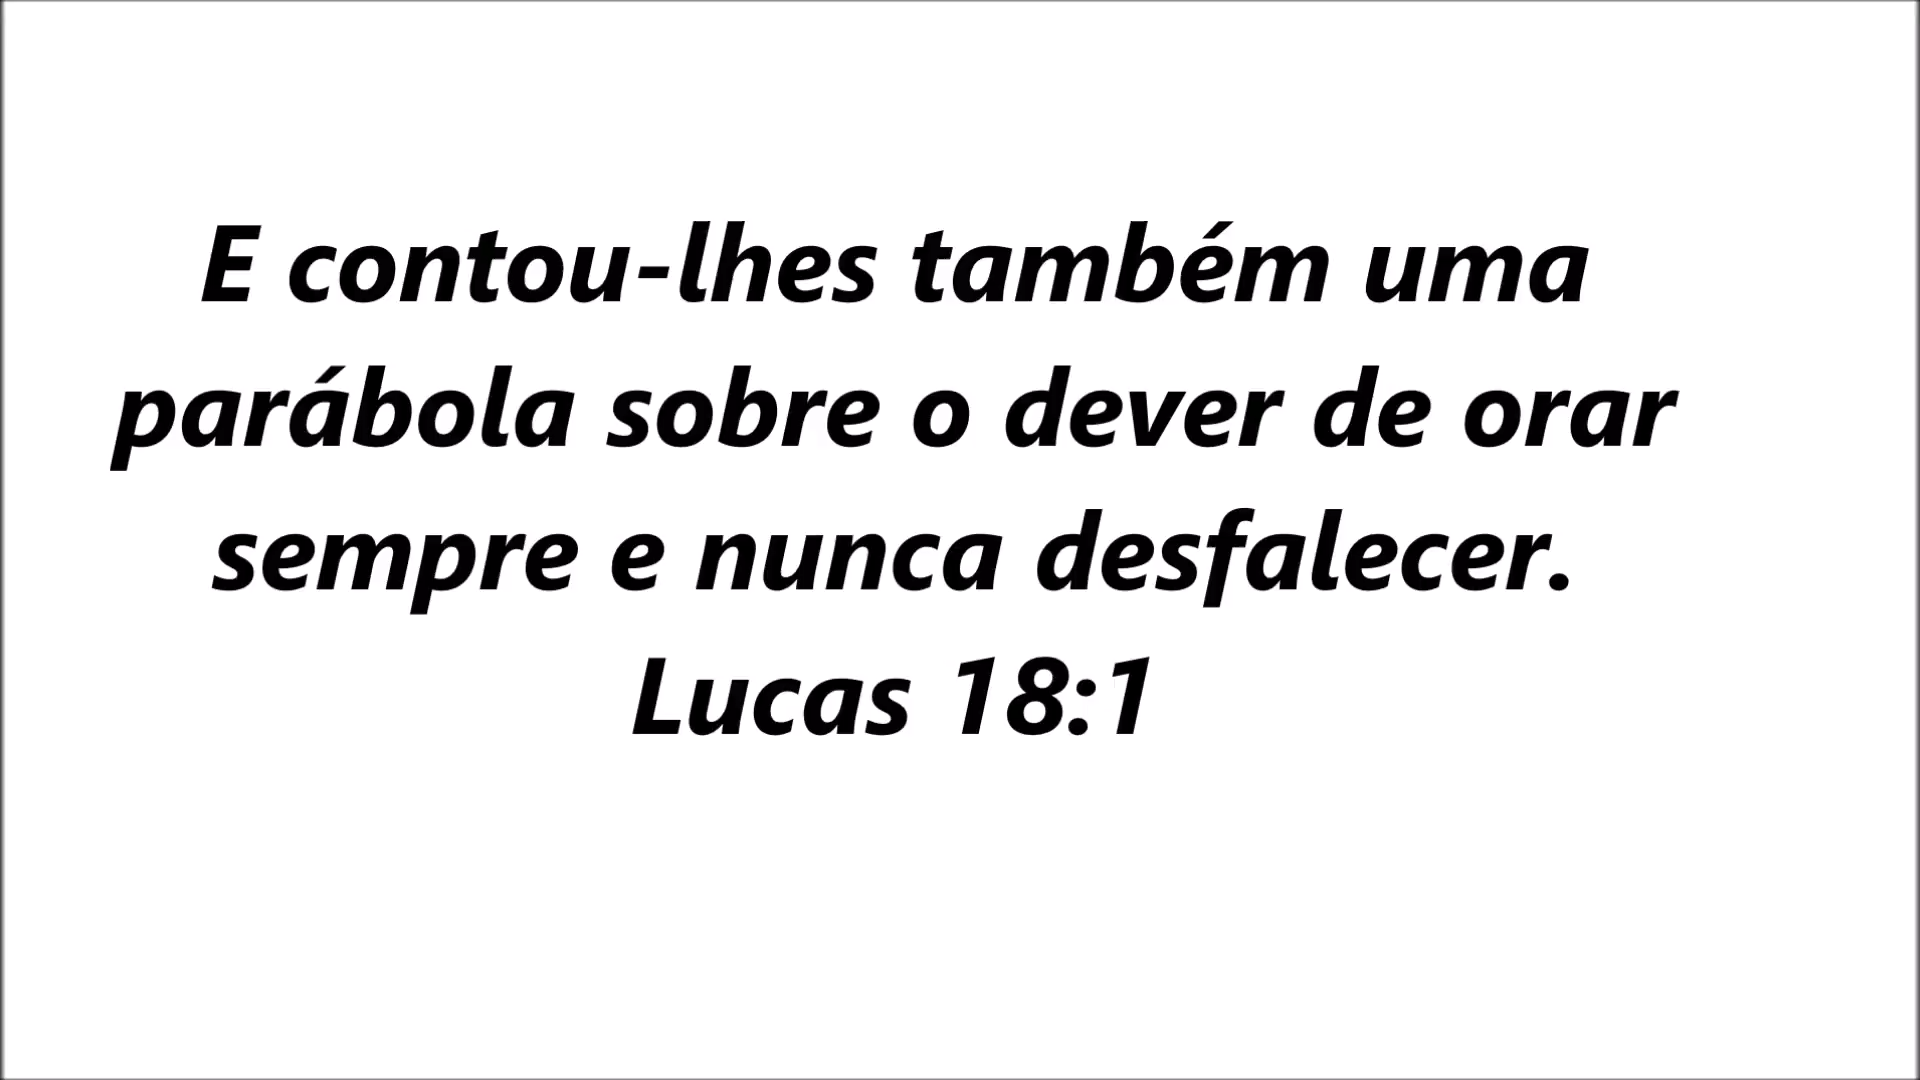 E contou-lhes também uma
parábola sobre o dever de orar
sempre e nunca desfalecer.
Lucas 18:1